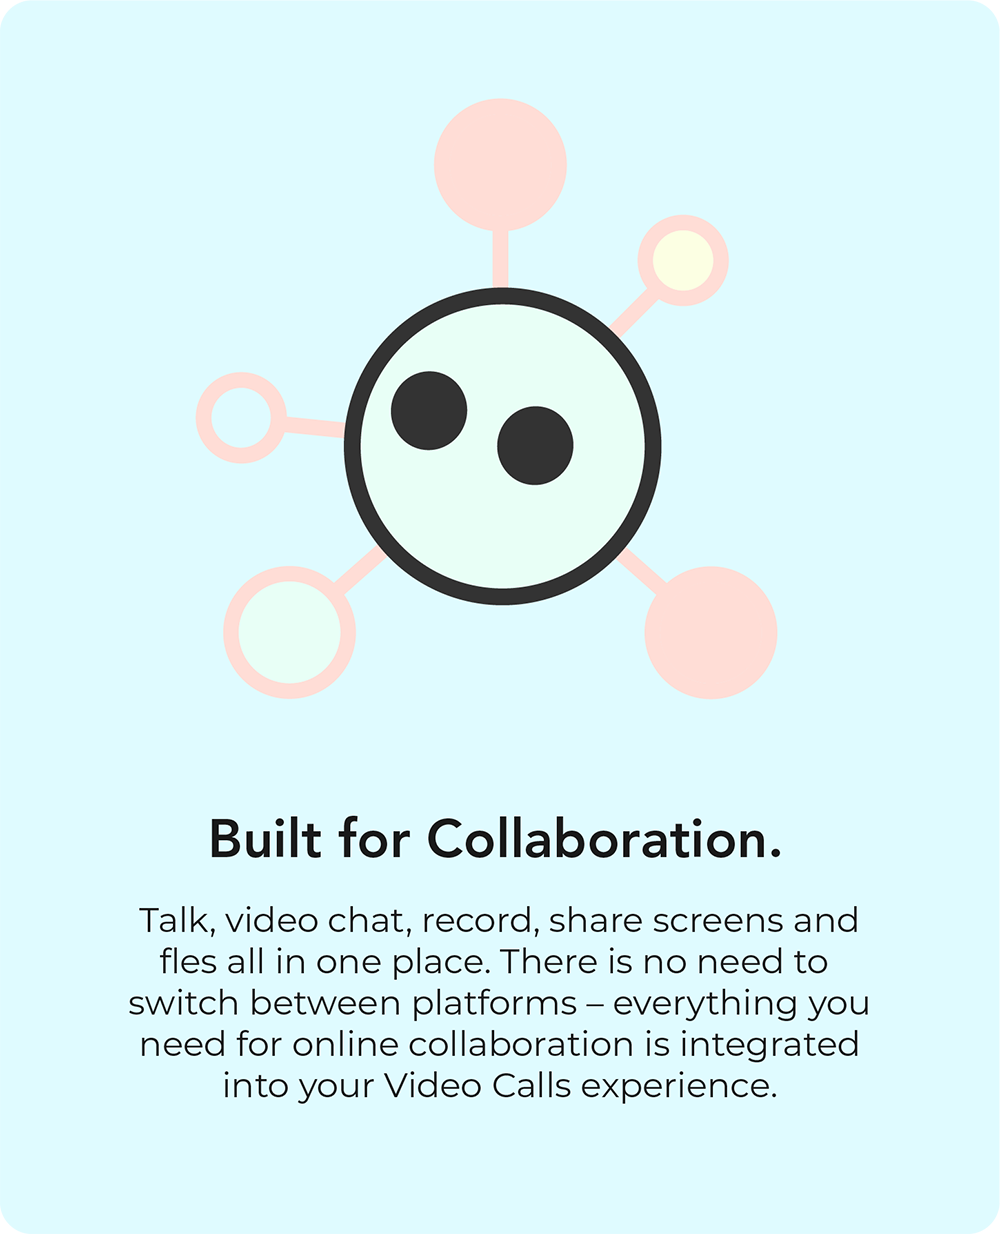 Built for Collaboration.
Talk, video chat, record, share screens and
fles all in one place. There is no need to
switch between platforms – everything you
need for online collaboration is integrated
into your Video Calls experience.